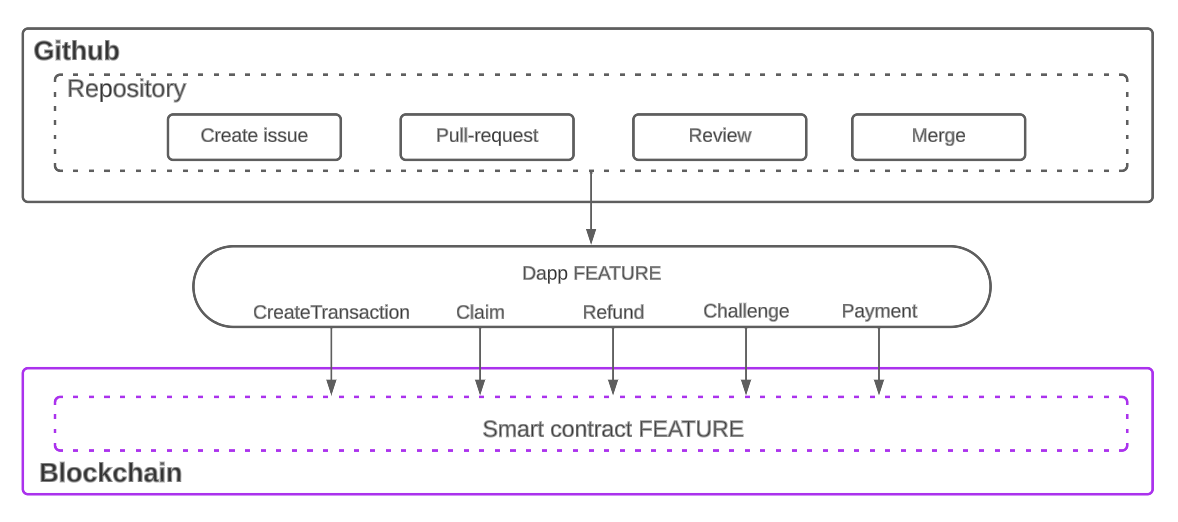 Github
Repository
Create issue
Pull-request
Review
Merge
Dapp FEATURE
CreateTransaction
Claim
Refund
Challenge
Payment
Smart contract FEATURE
Blockchain